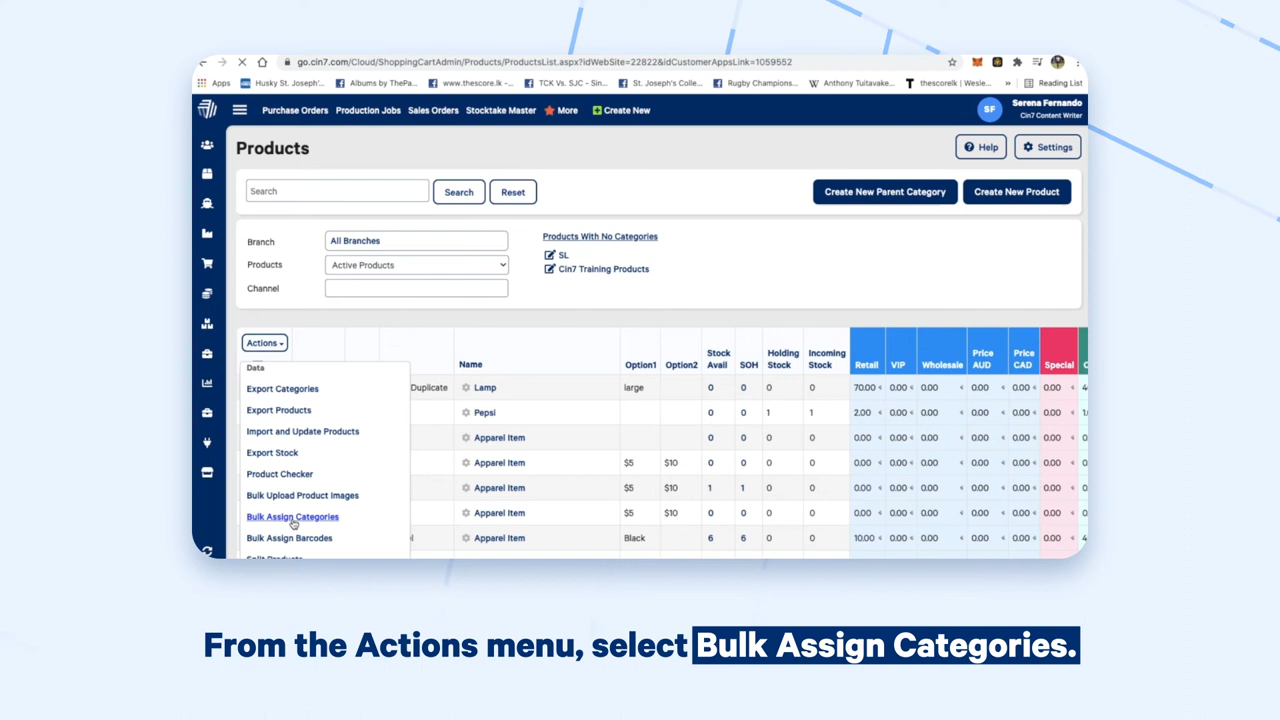 go.cin7.com/Cloud/ShoppingCartAdmin/Products/ProductsList.aspx?idWebSite=22822&idCustomerAppsLink=1059552
Apps Husky St. Joseph'... Albums by ThePa... www.thescore.lk -... TCK Vs. SJC - Sin... St. Joseph's Colle... Rugby Champions... Anthony Tuitavake... thescorelk | Wesle... » Reading List
Purchase Orders Production Jobs Sales Orders Stocktake Master More Create New SF Serena Fernando
Cin7 Content Writer
Products Help Settings
Search Search Reset Create New Parent Category Create New Product
Branch All Branches Products With No Categories
SL
Products Active Products Cin7 Training Products
Channel
Actions
Name Option1 Option2 Stock Avail SOH Holding Stock Incoming Stock Retail VIP Wholesale Price AUD Price CAD Special
Data
Export Categories Duplicate Lamp large 0 0 0 0 70.00 0.00 0.00 0.00 0.00 0.00 4
Export Products Pepsi 0 0 1 1 2.00 0.00 0.00 0.00 0.00 0.00 1.
Import and Update Products Apparel Item 0 0 0 0 0.00 0.00 0.00 0.00 0.00 0.00 0.
Export Stock Apparel Item $5 $10 0 0 0 0 0.00 0.00 0.00 0.00 0.00 0.00 0.
Product Checker
Bulk Upload Product Images Apparel Item $5 $10 1 1 0 0 0.00 0.00 0.00 0.00 0.00 0.00 0.
Bulk Assign Categories Apparel Item $5 $10 0 0 0 0 0.00 0.00 0.00 0.00 0.00 0.00 0.
Bulk Assign Barcodes Apparel Item Black 6 6 0 0 10.00 0.00 0.00 0.00 0.00 0.00 4
Split Products
From the Actions menu, select Bulk Assign Categories.